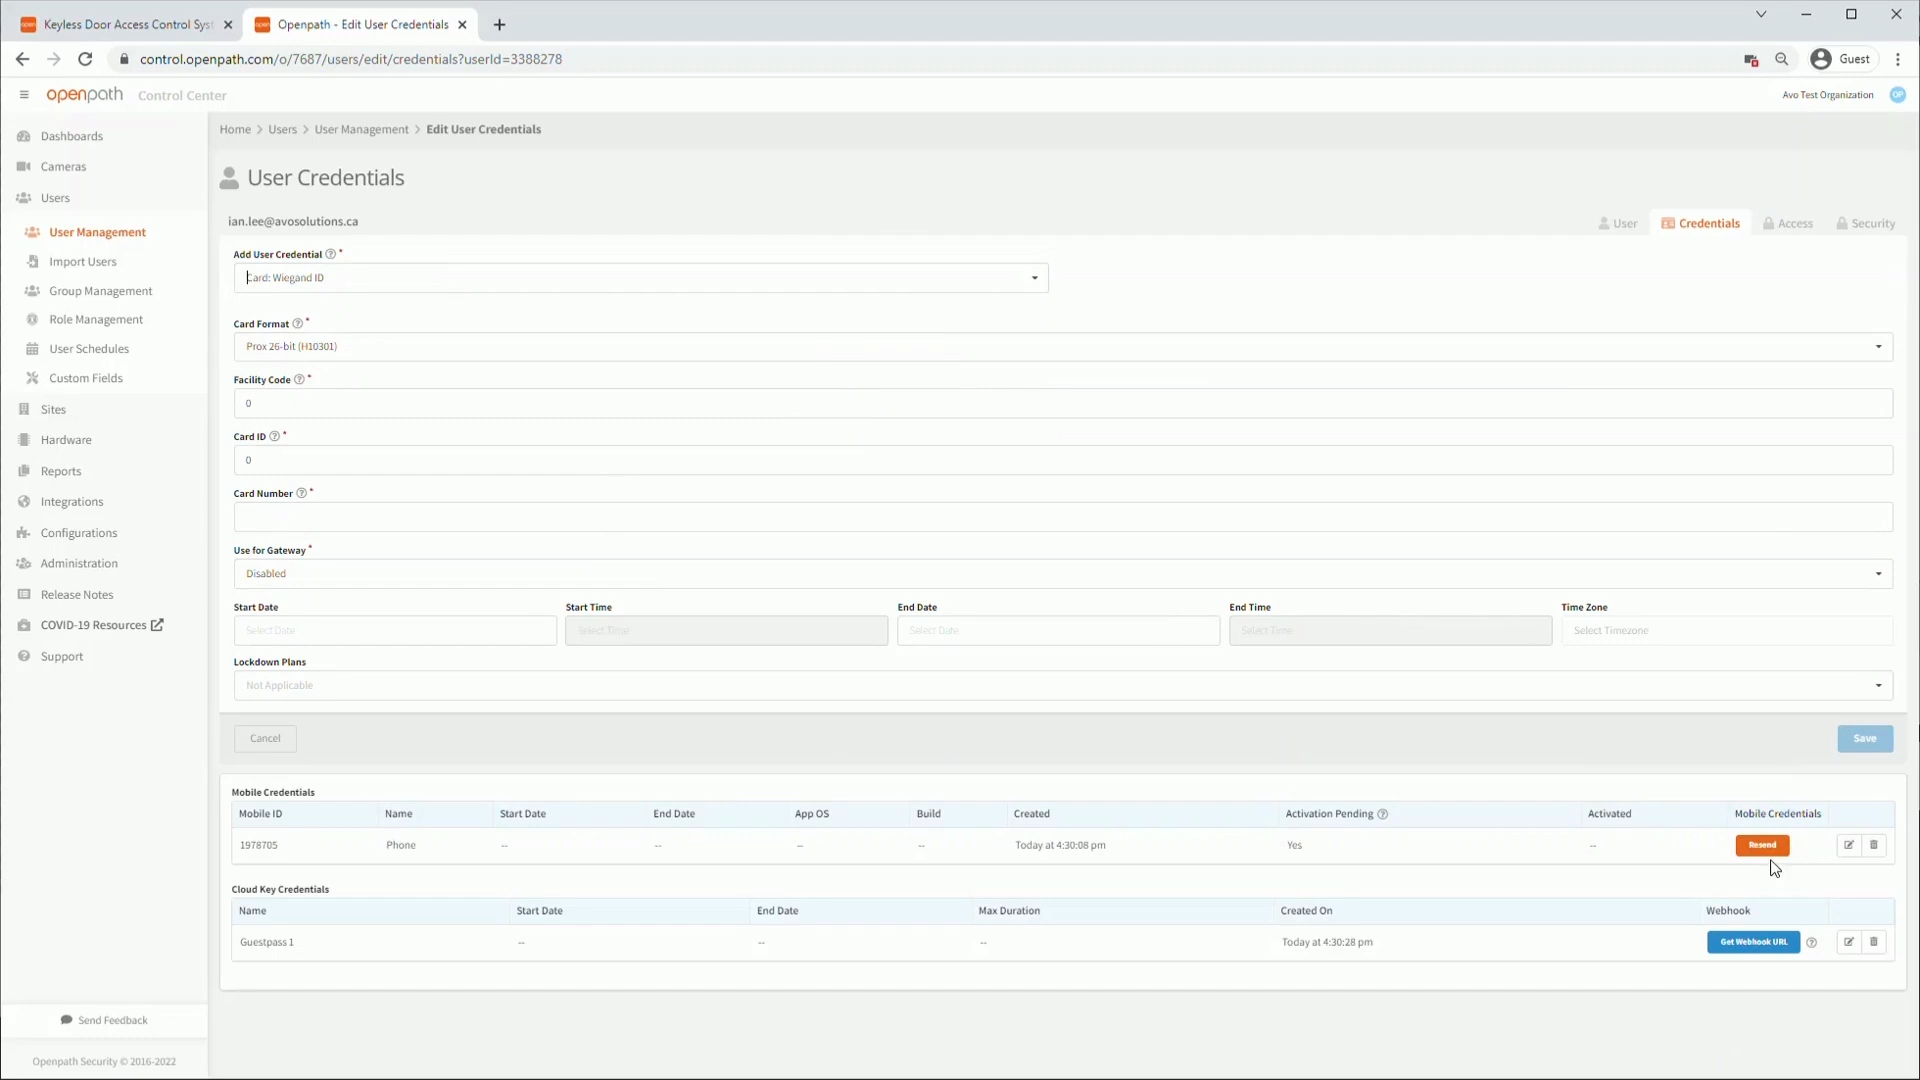 Keyless Door Access Control Syst
Openpath - Edit User Credentials
control.openpath.com/o/7687/users/edit/credentials?userId=3388278
Guest
openpath Control Center
Avo Test Organization
OP
Dashboards
Cameras
Users
User Management
Import Users
Group Management
Role Management
User Schedules
Custom Fields
Sites
Hardware
Reports
Integrations
Configurations
Administration
Release Notes
COVID-19 Resources
Support
Send Feedback
Openpath Security © 2016-2022
Home > Users > User Management > Edit User Credentials
User Credentials
ian.lee@avosolutions.ca
User Credentials Access Security
Add User Credential ? *
Card: Wiegand ID
Card Format ? *
Prox 26-bit (H10301)
Facility Code ? *
0
Card ID ? *
0
Card Number ? *
Use for Gateway *
Disabled
Start Date Start Time End Date End Time Time Zone
Select Date Select Time Select Date Select Time Select Timezone
Lockdown Plans
Not Applicable
Cancel Save
Mobile Credentials
Mobile ID Name Start Date End Date App OS Build Created Activation Pending ? Activated Mobile Credentials
1978705 Phone -- -- -- -- Today at 4:30:08 pm Yes -- Resend
Cloud Key Credentials
Name Start Date End Date Max Duration Created On Webhook
Guestpass 1 -- -- -- Today at 4:30:28 pm Get Webhook URL ?